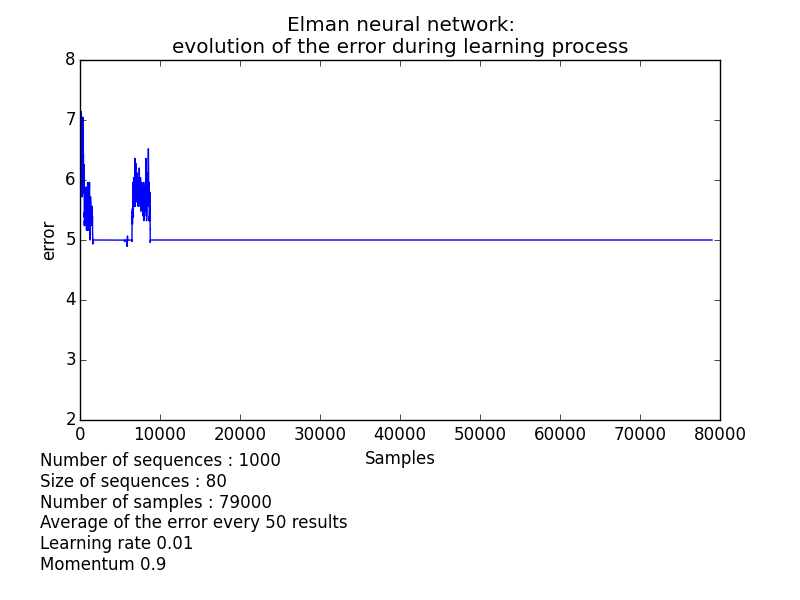 Elman neural network:
evolution of the error during learning process
8
7
6
5
4
3
2
error
0 10000 20000 30000 40000 50000 60000 70000 80000
Samples
Number of sequences : 1000
Size of sequences : 80
Number of samples : 79000
Average of the error every 50 results
Learning rate 0.01
Momentum 0.9